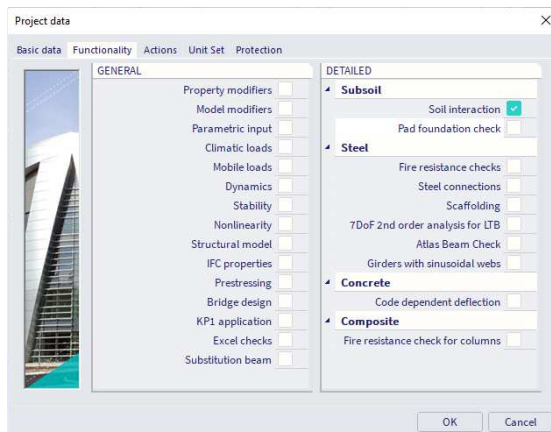 Project data
Basic data Functionality Actions Unit Set Protection
GENERAL
Property modifiers
Model modifiers
Parametric input
Climatic loads
Mobile loads
Dynamics
Stability
Nonlinearity
Structural model
IFC properties
Prestressing
Bridge design
KP1 application
Excel checks
Substitution beam
DETAILED
Subsoil
Soil interaction
Pad foundation check
Steel
Fire resistance checks
Steel connections
Scaffolding
7DoF 2nd order analysis for LTB
Atlas Beam Check
Girders with sinusoidal webs
Concrete
Code dependent deflection
Composite
Fire resistance check for columns
OK Cancel